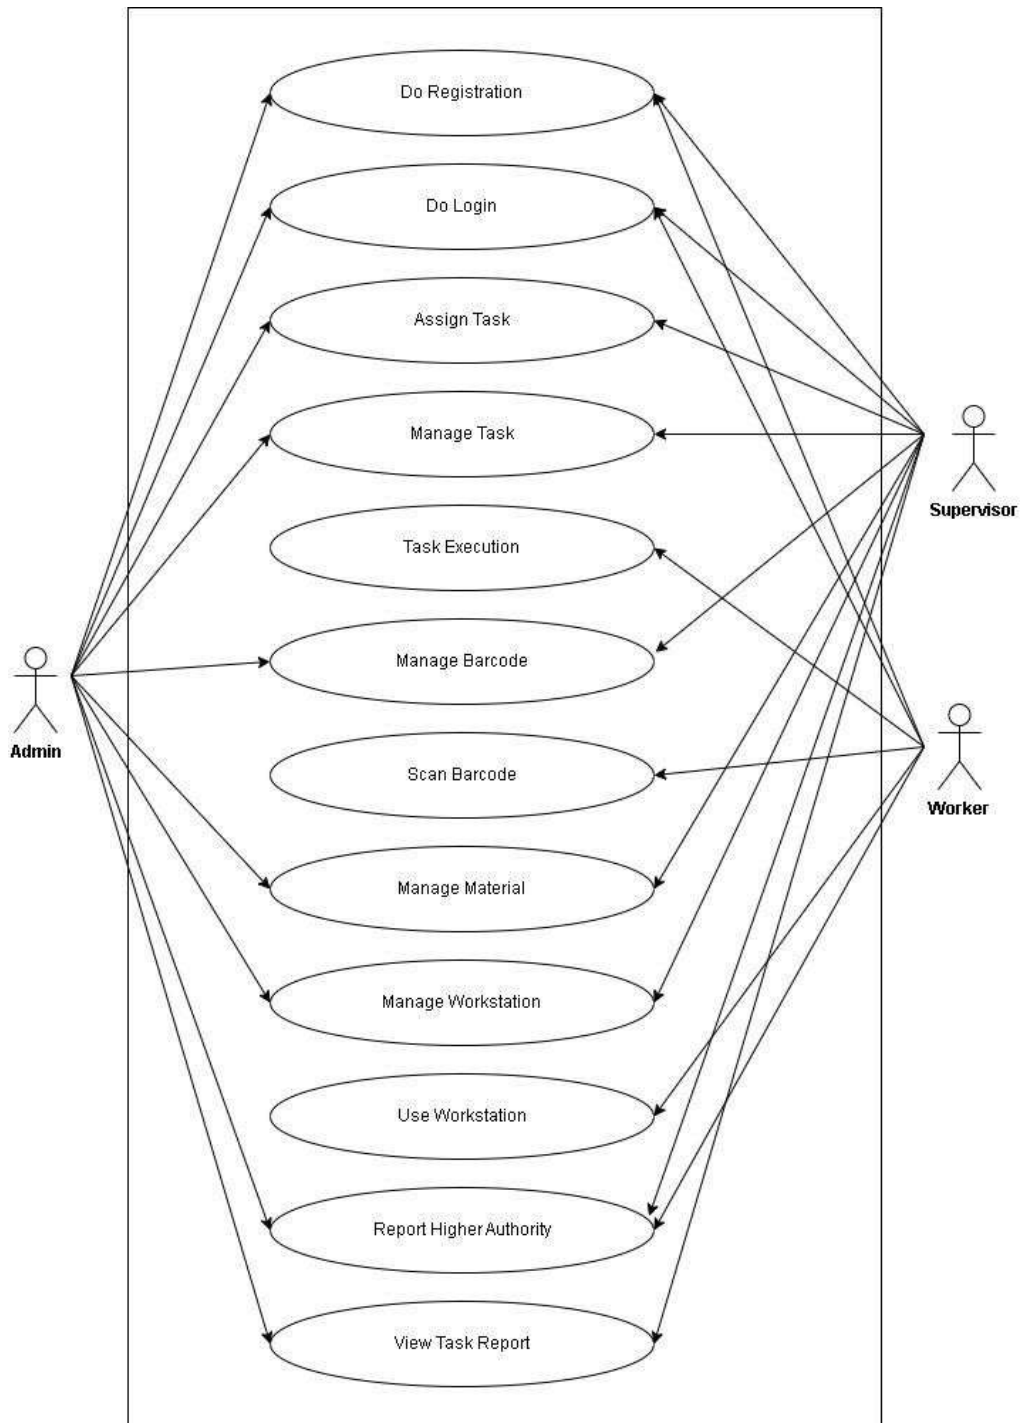 Do Registration
Do Login
Assign Task
Manage Task
Supervisor
Task Execution
Manage Barcode
Admin
Scan Barcode
Worker
Manage Material
Manage Workstation
Use Workstation
Report Higher Authority
View Task Report